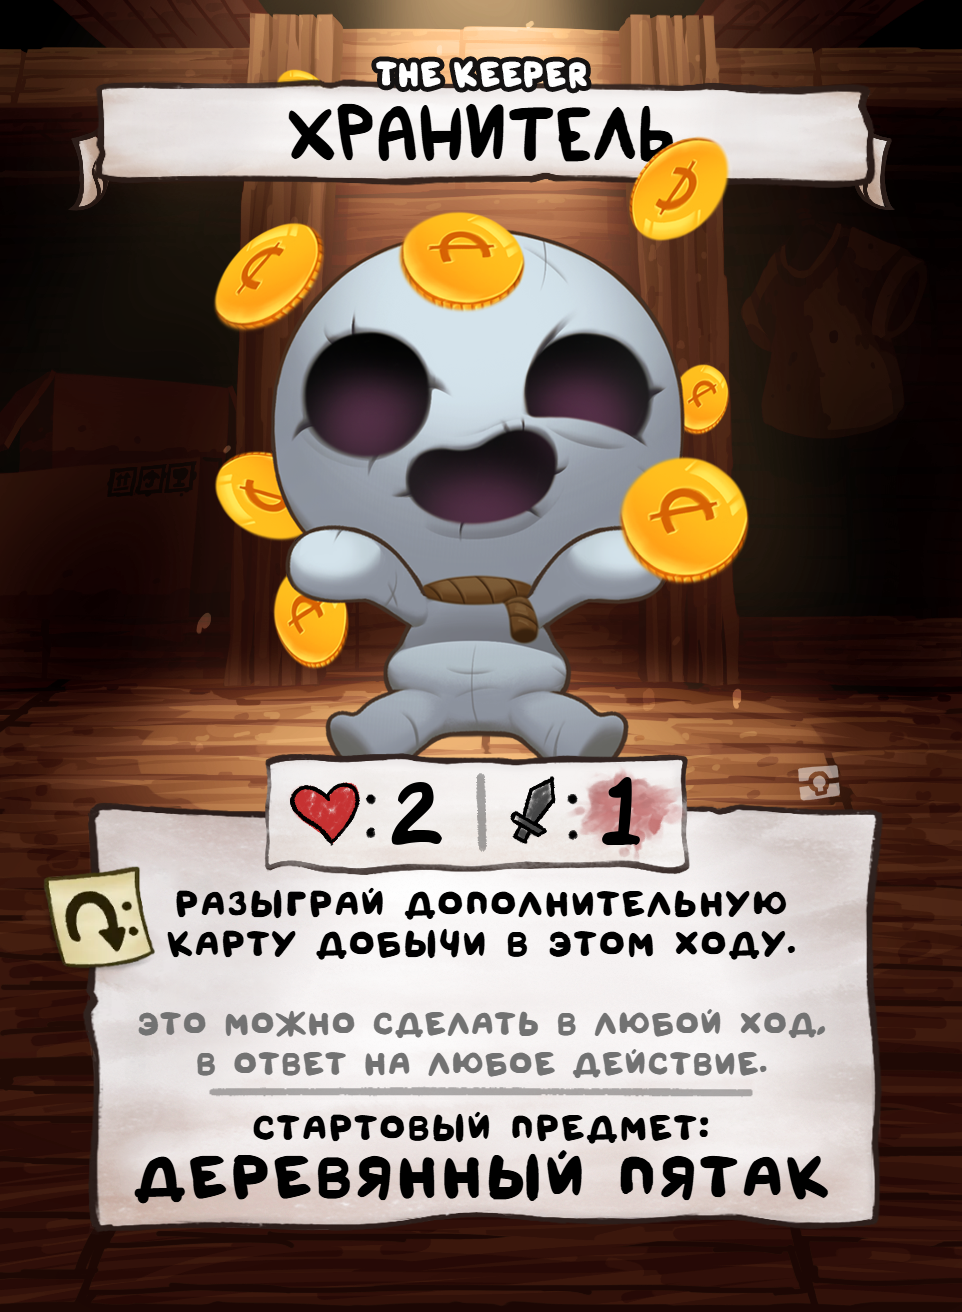 THE KEEPER
ХРАНИТЕЛЬ
:2 :1
РАЗЫГРАЙ ДОПОЛНИТЕЛЬНУЮ
КАРТУ ДОБЫЧИ В ЭТОМ ХОДУ.
ЭТО МОЖНО СДЕЛАТЬ В ЛЮБОЙ ХОД,
В ОТВЕТ НА ЛЮБОЕ ДЕЙСТВИЕ.
СТАРТОВЫЙ ПРЕДМЕТ:
ДЕРЕВЯННЫЙ ПЯТАК